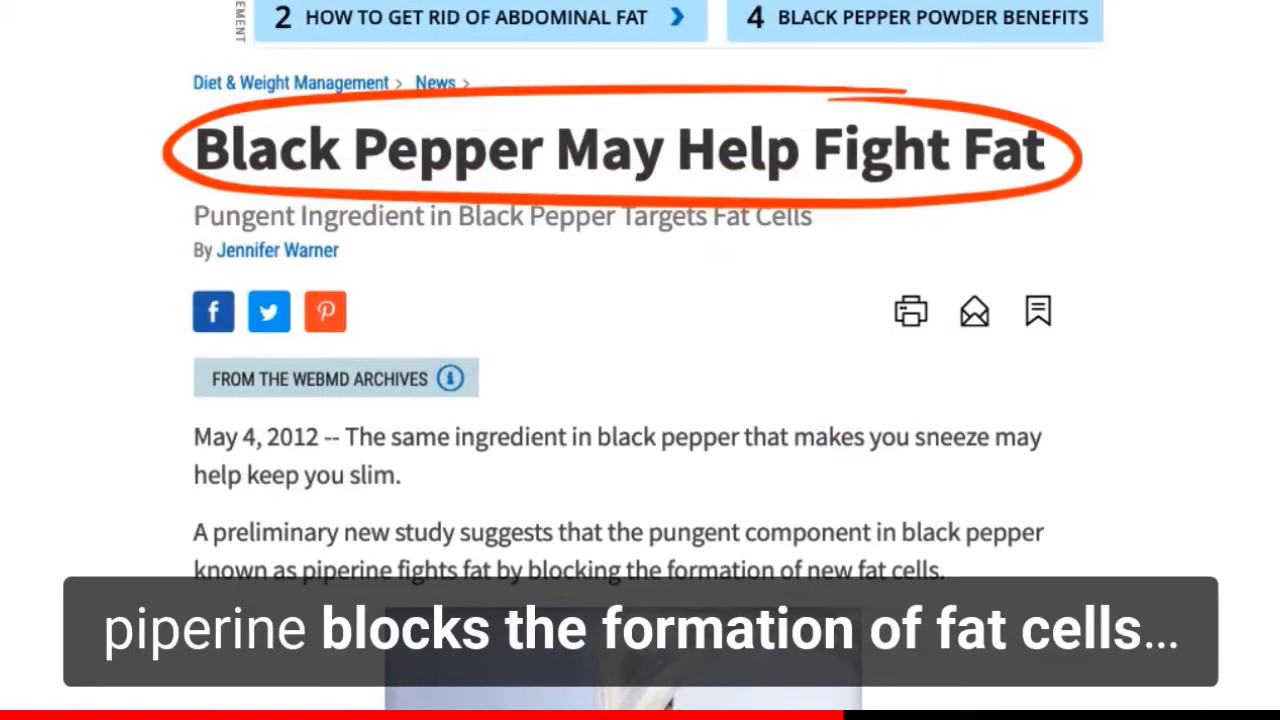 EMENT
2 HOW TO GET RID OF ABDOMINAL FAT
4 BLACK PEPPER POWDER BENEFITS
Diet & Weight Management > News >
Black Pepper May Help Fight Fat
Pungent Ingredient in Black Pepper Targets Fat Cells
By Jennifer Warner
FROM THE WEBMD ARCHIVES
May 4, 2012 -- The same ingredient in black pepper that makes you sneeze may
help keep you slim.
A preliminary new study suggests that the pungent component in black pepper
known as piperine fights fat by blocking the formation of new fat cells.
piperine blocks the formation of fat cells...